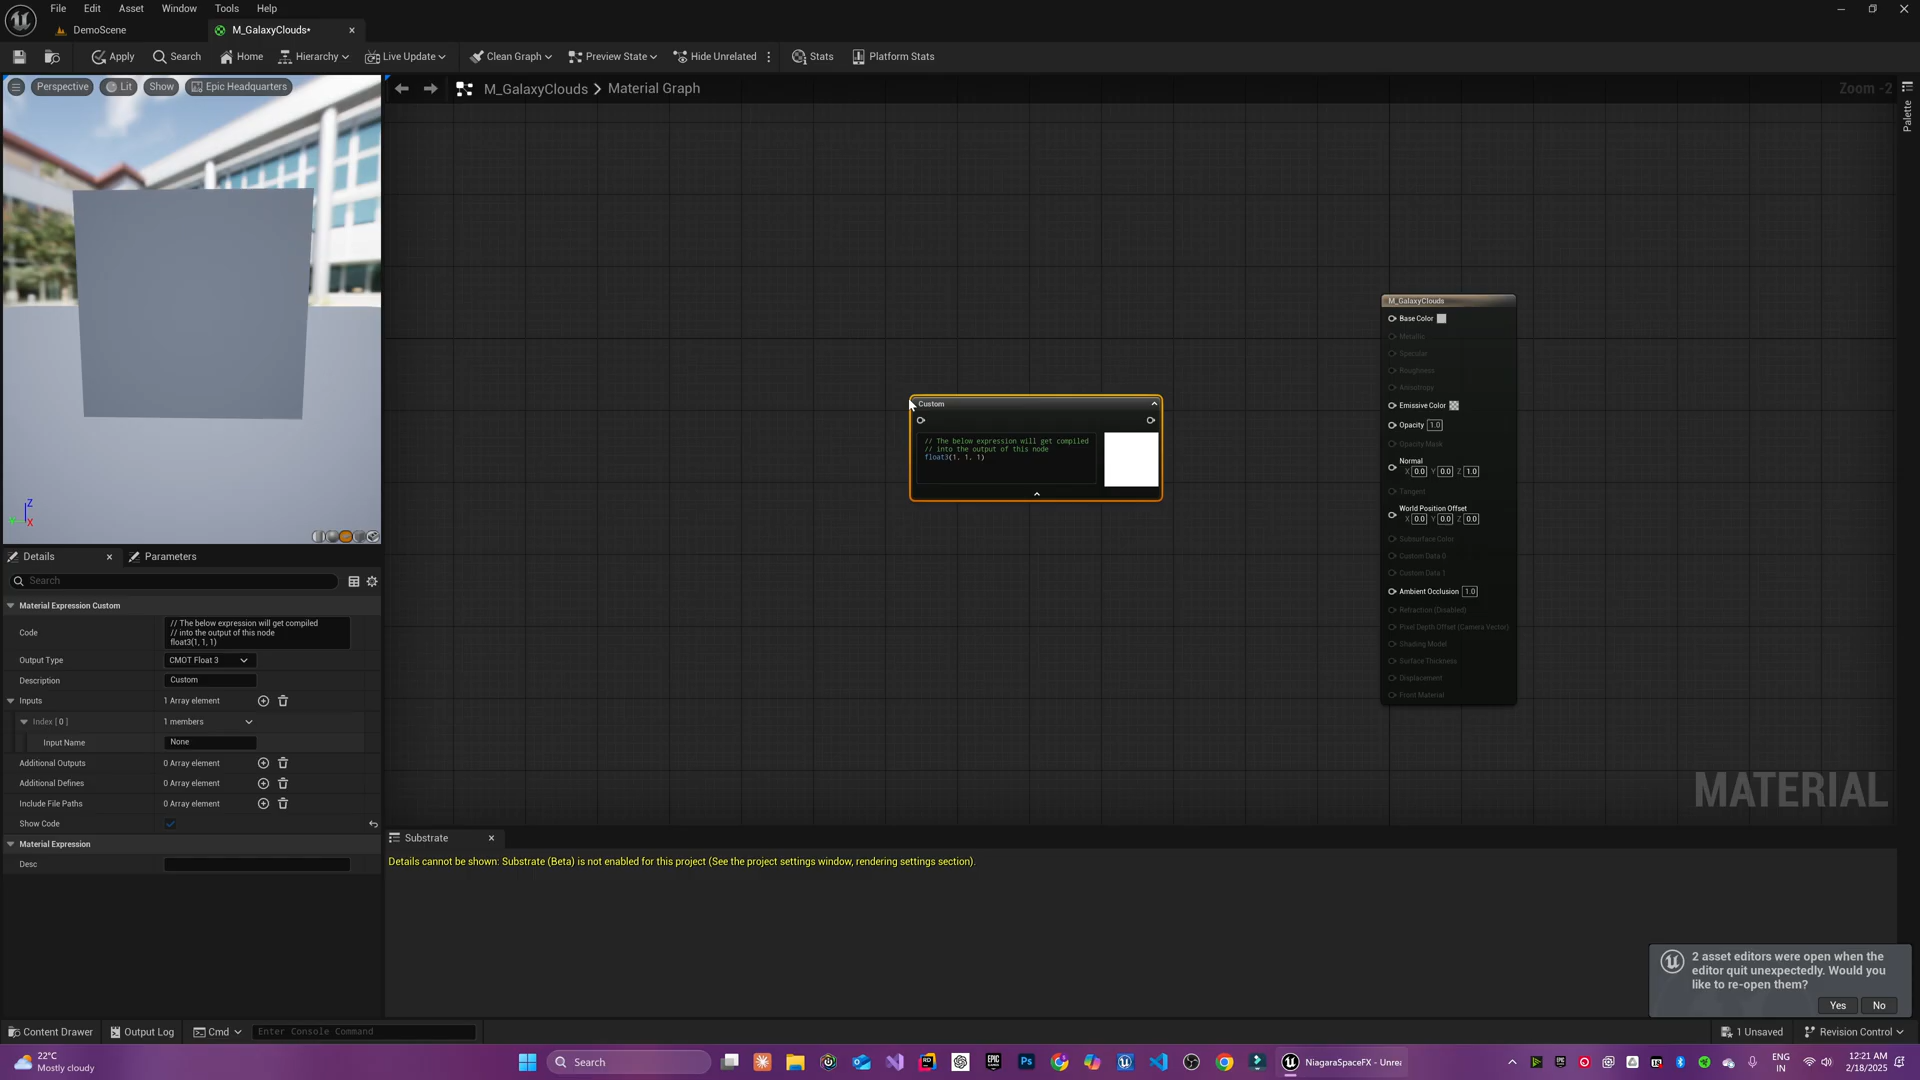 File Edit Asset Window Tools Help
DemoScene
M_GalaxyClouds*
Apply Search Home Hierarchy Live Update Clean Graph Preview State Hide Unrelated Stats Platform Stats
Perspective Lit Show Epic Headquarters
M_GalaxyClouds > Material Graph
Zoom -2
Palette
Custom
// The below expression will get compiled
// into the output of this node
float3(1, 1, 1)
M_GalaxyClouds
Base Color
Metallic
Specular
Roughness
Anisotropy
Emissive Color
Opacity 1.0
Opacity Mask
Normal
X 0.0 Y 0.0 Z 1.0
Tangent
World Position Offset
X 0.0 Y 0.0 Z 0.0
Subsurface Color
Custom Data 0
Custom Data 1
Ambient Occlusion 1.0
Refraction (Disabled)
Pixel Depth Offset (Camera Vector)
Shading Model
Surface Thickness
Displacement
Front Material
MATERIAL
Z
Y
X
Details Parameters
Search
Material Expression Custom
Code
// The below expression will get compiled
// into the output of this node
float3(1, 1, 1)
Output Type CMOT Float 3
Description Custom
Inputs 1 Array element
Index [ 0 ] 1 members
Input Name None
Additional Outputs 0 Array element
Additional Defines 0 Array element
Include File Paths 0 Array element
Show Code
Material Expression
Desc
Substrate
Details cannot be shown: Substrate (Beta) is not enabled for this project (See the project settings window, rendering settings section).
2 asset editors were open when the
editor quit unexpectedly. Would you
like to re-open them?
Yes No
Content Drawer Output Log Cmd Enter Console Command 1 Unsaved Revision Control
22°C
Mostly cloudy
Search
NiagaraSpaceFX - Unre
ENG
IN
12:21 AM
2/18/2025